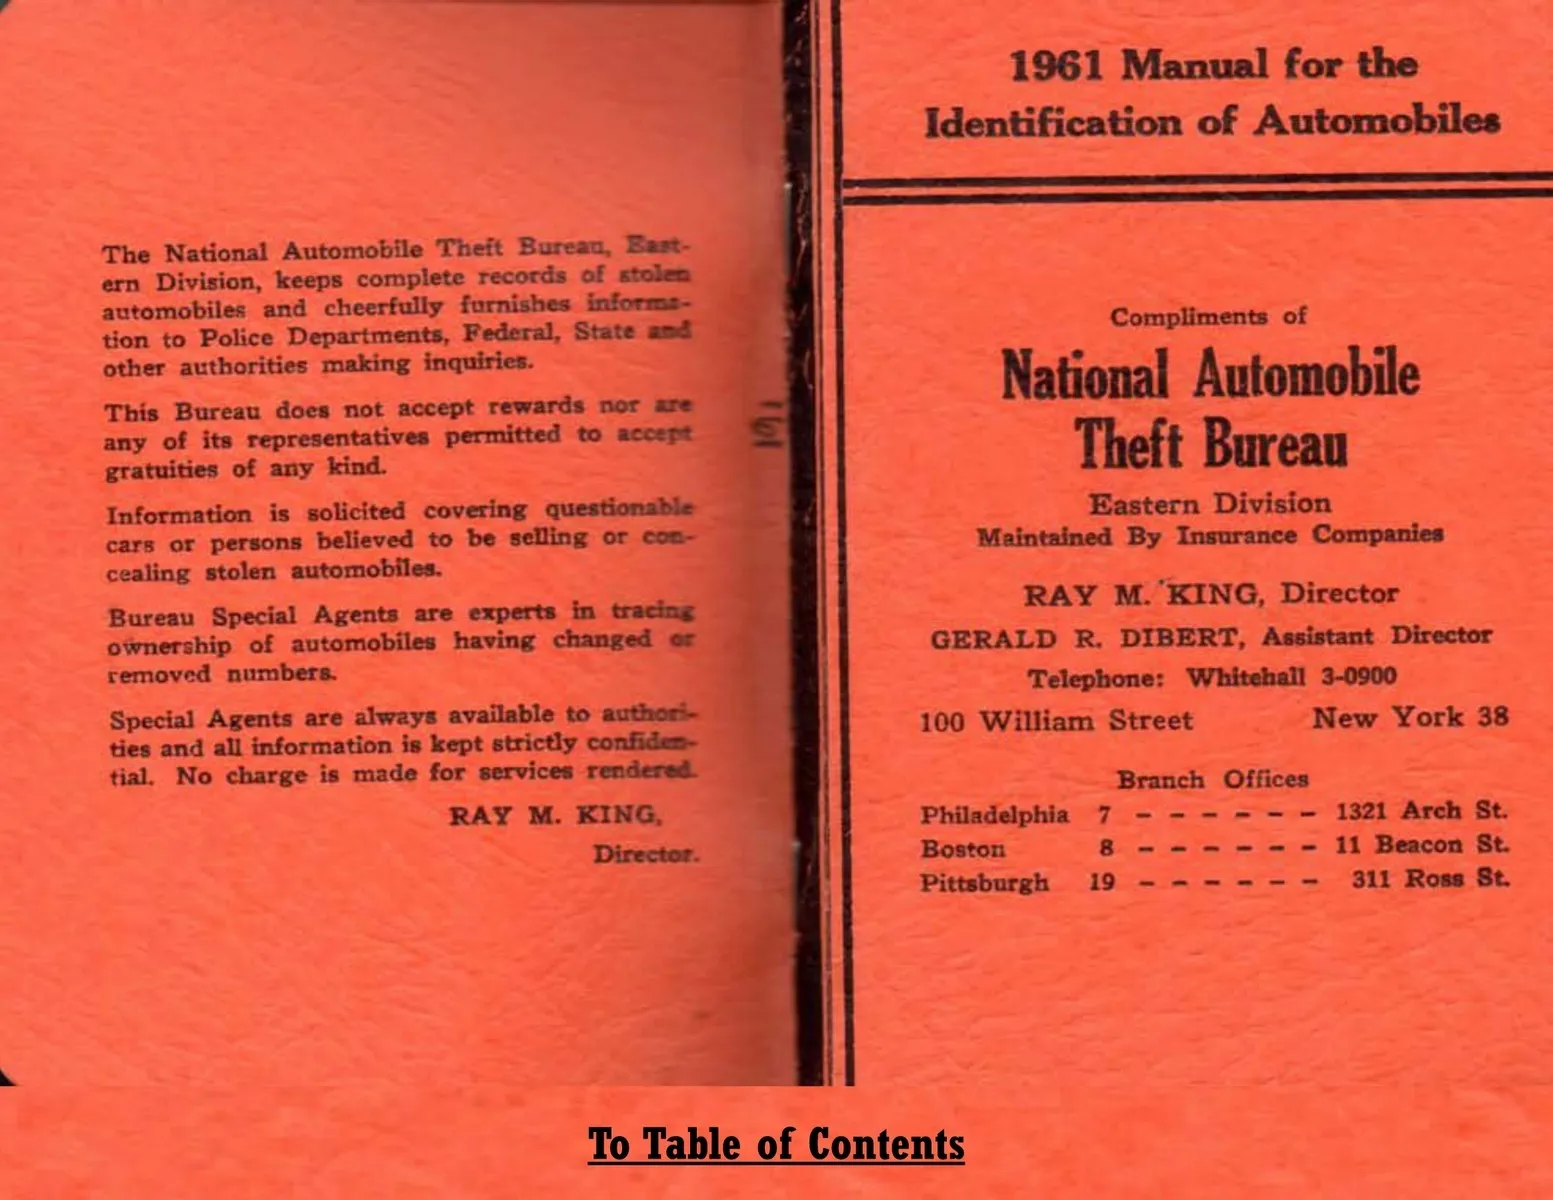 The National Automobile Theft Bureau, East-
ern Division, keeps complete records of stolen
automobiles and cheerfully furnishes informa-
tion to Police Departments, Federal, State and
other authorities making inquiries.
This Bureau does not accept rewards nor are
any of its representatives permitted to accept
gratuities of any kind.
Information is solicited covering questionable
cars or persons believed to be selling or con-
cealing stolen automobiles.
Bureau Special Agents are experts in tracing
ownership of automobiles having changed or
removed numbers.
Special Agents are always available to authori-
ties and all information is kept strictly confiden-
tial. No charge is made for services rendered.
RAY M. KING,
Director.
1961 Manual for the
Identification of Automobiles
Compliments of
National Automobile
Theft Bureau
Eastern Division
Maintained By Insurance Companies
RAY M. KING, Director
GERALD R. DIBERT, Assistant Director
Telephone: Whitehall 3-0900
100 William Street New York 38
Branch Offices
Philadelphia 7 - - - - - - 1321 Arch St.
Boston 8 - - - - - - 11 Beacon St.
Pittsburgh 19 - - - - - - 311 Ross St.
To Table of Contents